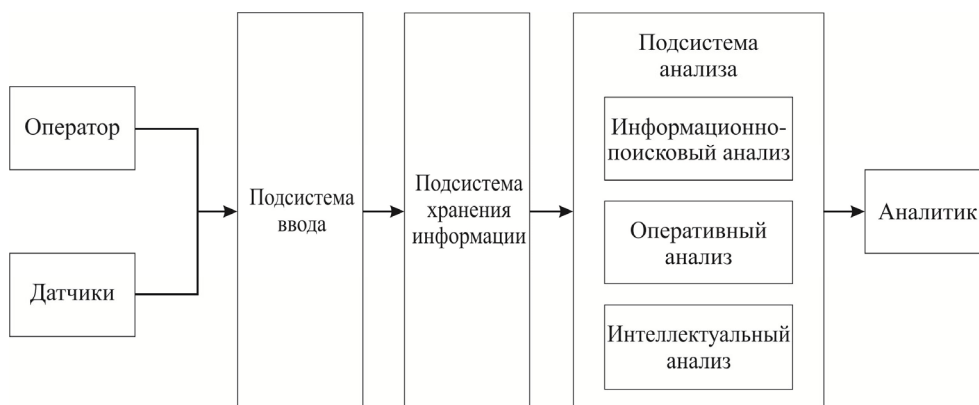 Оператор
Датчики
Подсистема
ввода
Подсистема
хранения
информации
Подсистема
анализа
Информационно-
поисковый анализ
Оперативный
анализ
Интеллектуальный
анализ
Аналитик